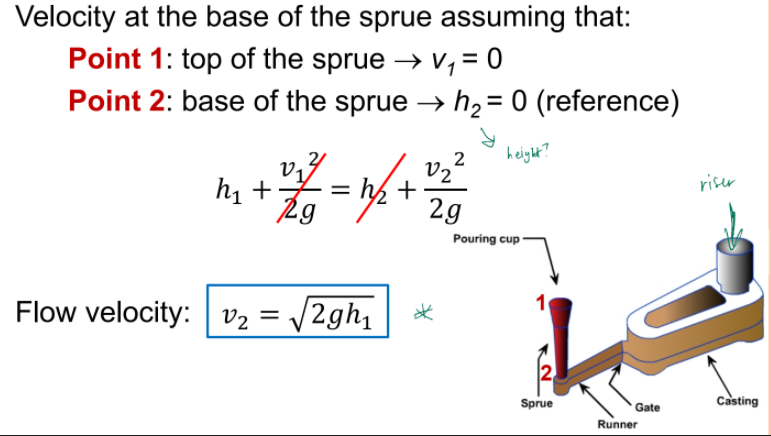 Velocity at the base of the sprue assuming that:
Point 1: top of the sprue → v₁ = 0
Point 2: base of the sprue → h₂ = 0 (reference)
height?
h₁ + v₁²/2g = h₂ + v₂²/2g
riser
Pouring cup
Flow velocity: v₂ = √(2gh₁) *
1
2
Sprue
Runner
Gate
Casting